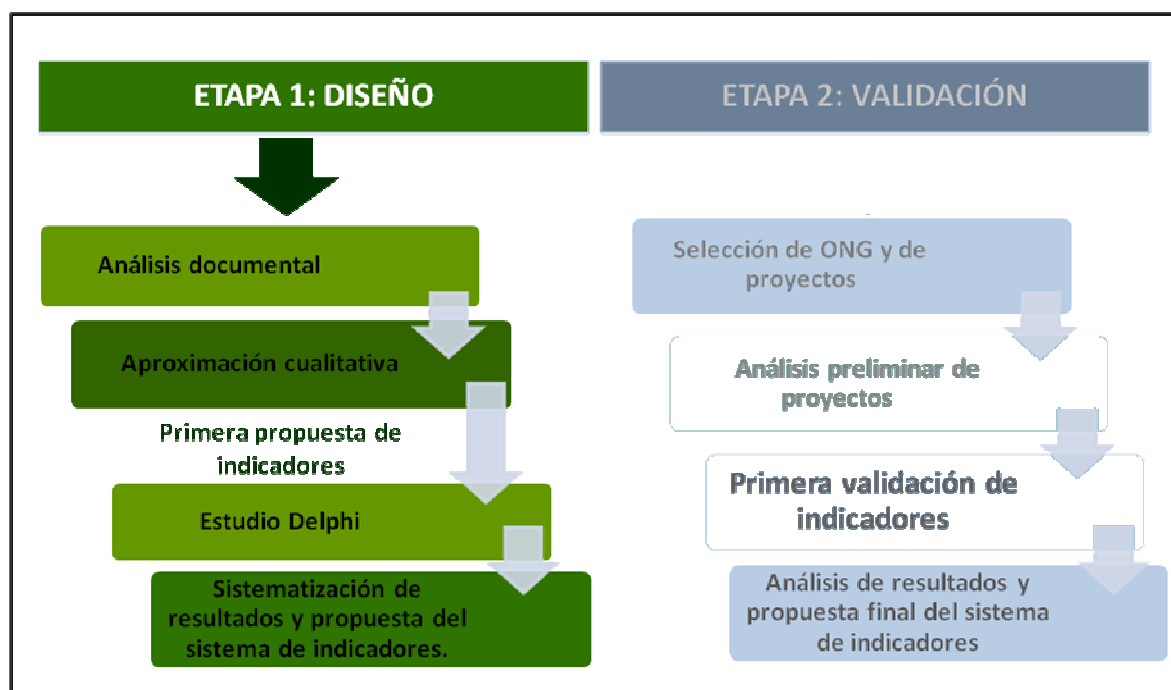 ETAPA 1: DISEÑO
Análisis documental
Aproximación cualitativa
Primera propuesta de
indicadores
Estudio Delphi
Sistematización de
resultados y propuesta del
sistema de indicadores.
ETAPA 2: VALIDACIÓN
Selección de ONG y de
proyectos
Análisis preliminar de
proyectos
Primera validación de
indicadores
Análisis de resultados y
propuesta final del sistema
de indicadores